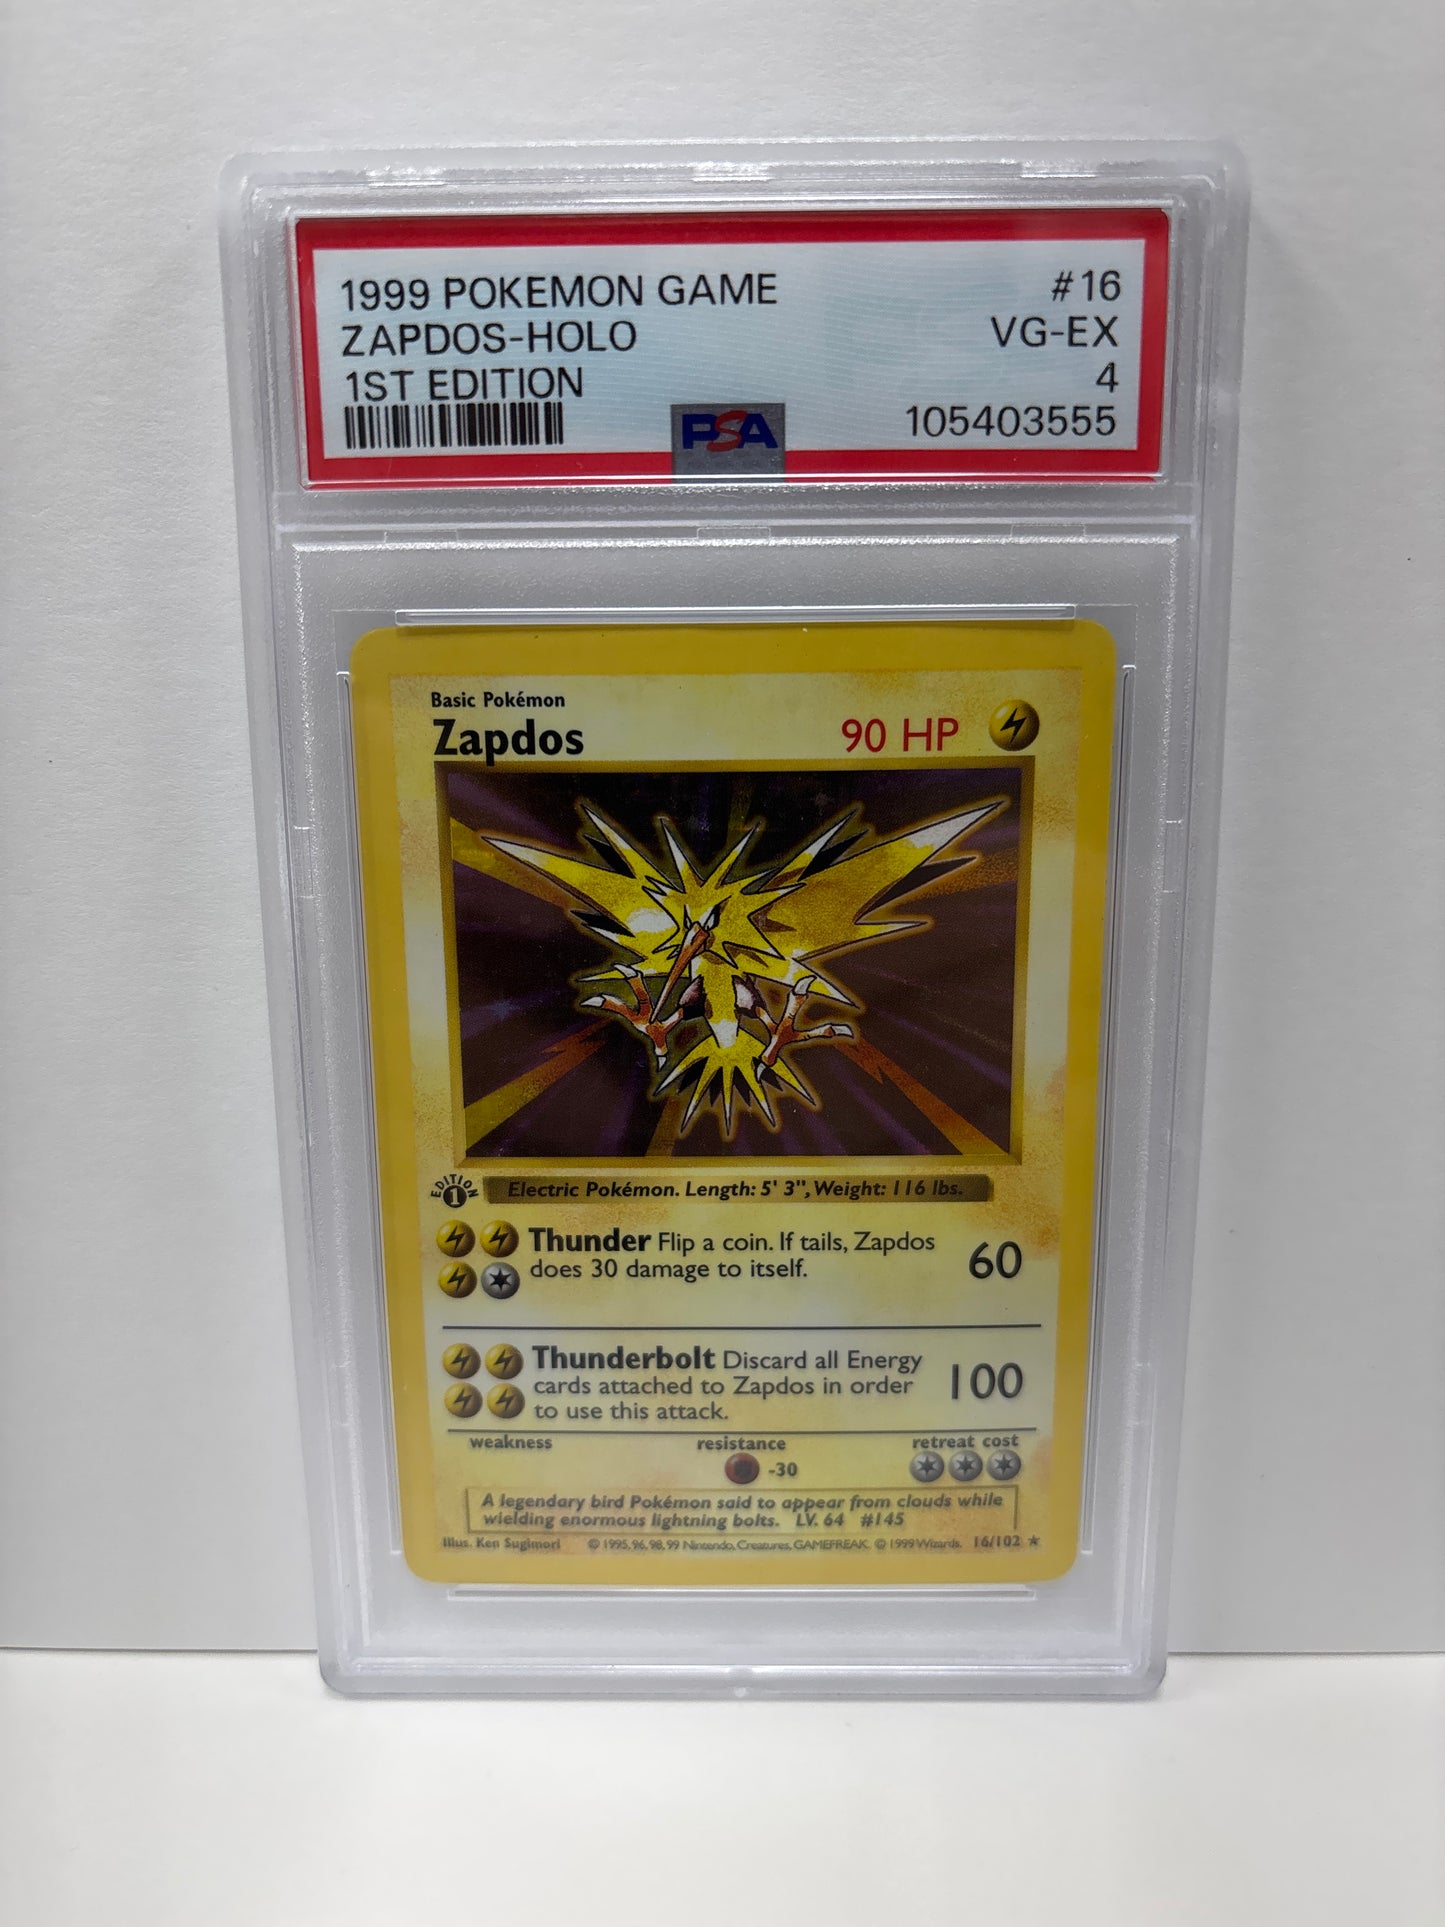 1999 POKEMON GAME #16
ZAPDOS-HOLO VG-EX
1ST EDITION 4
PSA 105403555
Basic Pokémon
Zapdos 90 HP
EDITION 1
Electric Pokémon. Length: 5' 3", Weight: 116 lbs.
Thunder Flip a coin. If tails, Zapdos
does 30 damage to itself. 60
Thunderbolt Discard all Energy
cards attached to Zapdos in order 100
to use this attack.
weakness resistance retreat cost
-30
A legendary bird Pokémon said to appear from clouds while
wielding enormous lightning bolts. LV. 64 #145
Illus. Ken Sugimori © 1995, 96, 98, 99 Nintendo, Creatures, GAMEFREAK. © 1999 Wizards. 16/102 ★